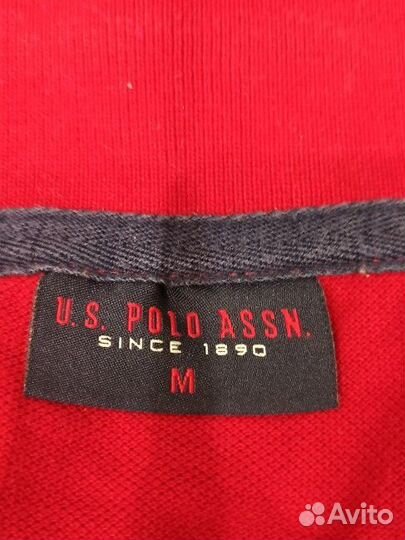 U.S. POLO ASSN.
SINCE 1890
M
Avito